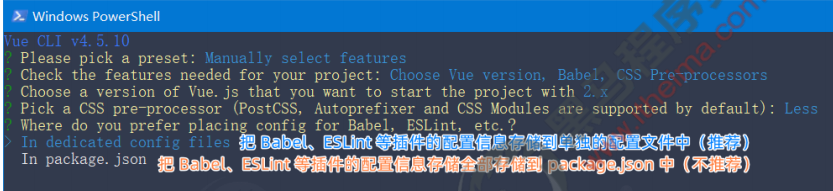 Windows PowerShell
Vue CLI v4.5.10
? Please pick a preset: Manually select features
? Check the features needed for your project: Choose Vue version, Babel, CSS Pre-processors
? Choose a version of Vue.js that you want to start the project with 2.x
? Pick a CSS pre-processor (PostCSS, Autoprefixer and CSS Modules are supported by default): Less
? Where do you prefer placing config for Babel, ESLint, etc.?
> In dedicated config files 把 Babel、ESLint 等插件的配置信息存储到单独的配置文件中（推荐）
In package.json 把 Babel、ESLint 等插件的配置信息存储全部存储到 package.json 中（不推荐）